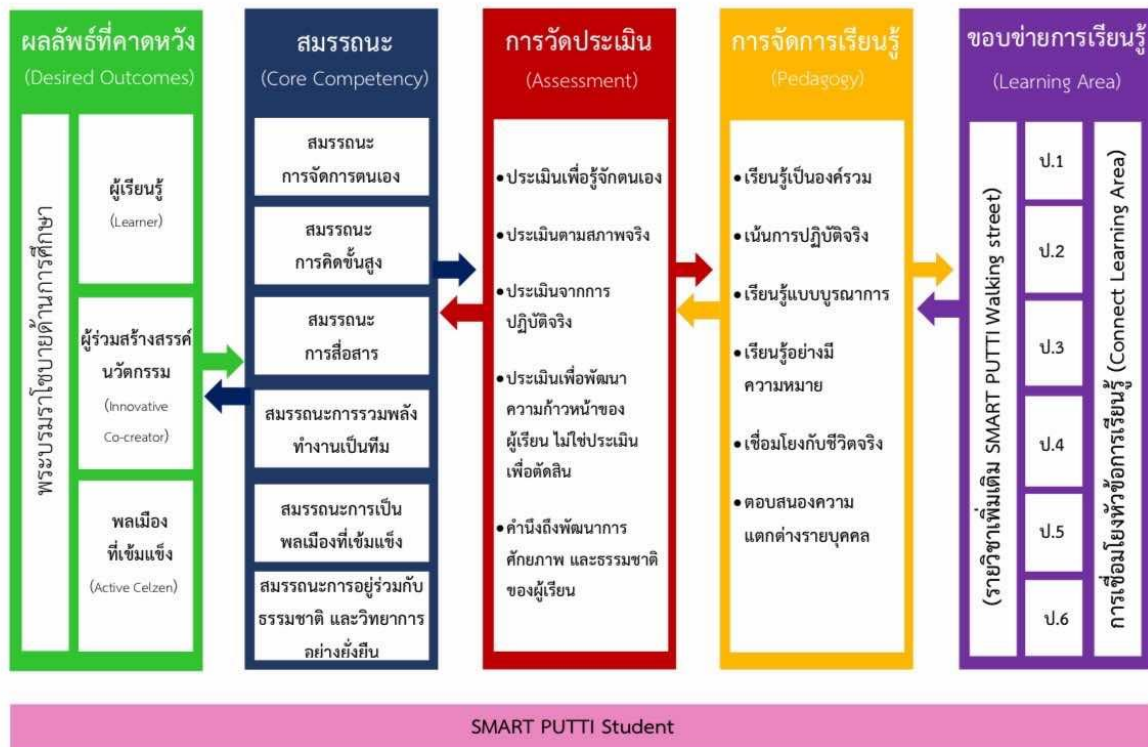 ผลลัพธ์ที่คาดหวัง
(Desired Outcomes)
พระบรมราโชบายด้านการศึกษา
ผู้เรียนรู้
(Learner)
ผู้ร่วมสร้างสรรค์
นวัตกรรม
(Innovative
Co-creator)
พลเมือง
ที่เข้มแข็ง
(Active Celzen)
สมรรถนะ
(Core Competency)
สมรรถนะ
การจัดการตนเอง
สมรรถนะ
การคิดขั้นสูง
สมรรถนะ
การสื่อสาร
สมรรถนะการรวมพลัง
ทำงานเป็นทีม
สมรรถนะการเป็น
พลเมืองที่เข้มแข็ง
สมรรถนะการอยู่ร่วมกับ
ธรรมชาติ และวิทยาการ
อย่างยั่งยืน
การวัดประเมิน
(Assessment)
•ประเมินเพื่อรู้จักตนเอง
•ประเมินตามสภาพจริง
•ประเมินจากการ
ปฏิบัติจริง
•ประเมินเพื่อพัฒนา
ความก้าวหน้าของ
ผู้เรียน ไม่ใช่ประเมิน
เพื่อตัดสิน
•คำนึงถึงพัฒนาการ
ศักยภาพ และธรรมชาติ
ของผู้เรียน
การจัดการเรียนรู้
(Pedagogy)
•เรียนรู้เป็นองค์รวม
•เน้นการปฏิบัติจริง
•เรียนรู้แบบบูรณาการ
•เรียนรู้อย่างมี
ความหมาย
•เชื่อมโยงกับชีวิตจริง
•ตอบสนองความ
แตกต่างรายบุคคล
ขอบข่ายการเรียนรู้
(Learning Area)
(รายวิชาเพิ่มเติม SMART PUTTI Walking street)
ป.1
ป.2
ป.3
ป.4
ป.5
ป.6
การเชื่อมโยงหัวข้อการเรียนรู้ (Connect Learning Area)
SMART PUTTI Student